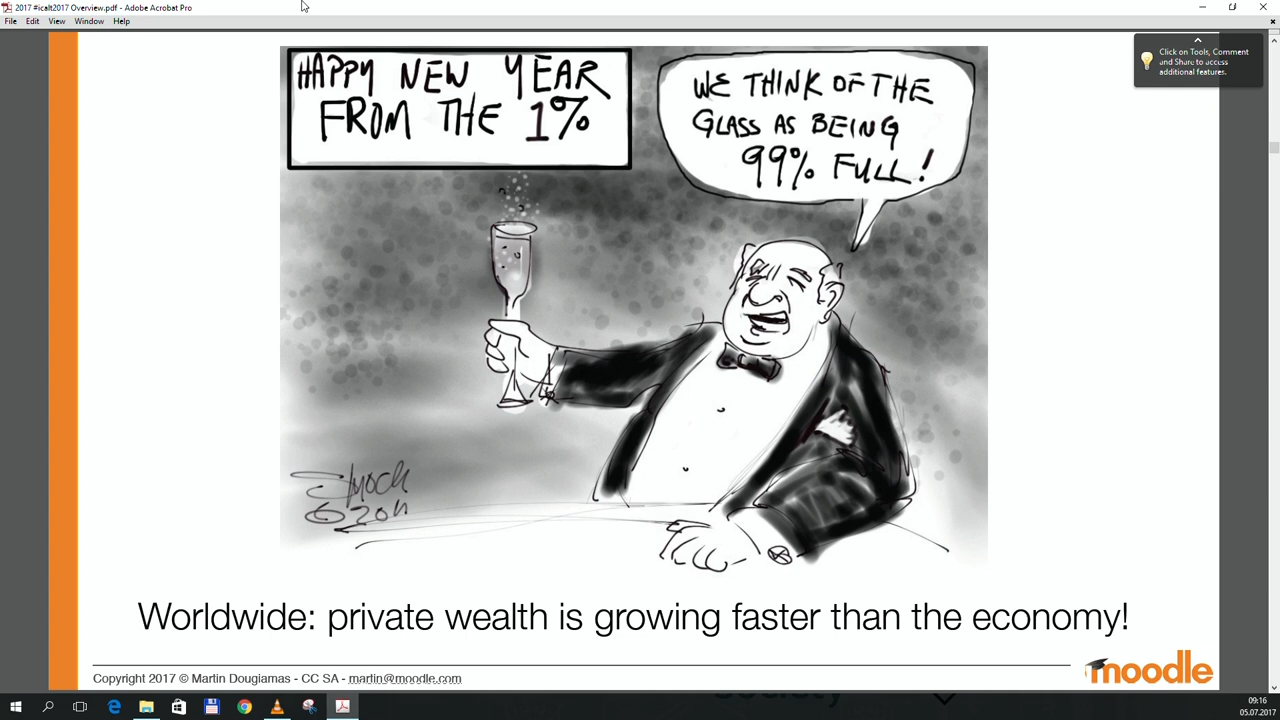 2017 #icalt2017 Overview.pdf - Adobe Acrobat Pro
File Edit View Window Help
Click on Tools, Comment
and Share to access
additional features.
HAPPY NEW YEAR
FROM THE 1%
WE THINK OF THE
GLASS AS BEING
99% FULL!
©2011
Worldwide: private wealth is growing faster than the economy!
Copyright 2017 © Martin Dougiamas - CC SA - martin@moodle.com
moodle
society
09:16
05.07.2017